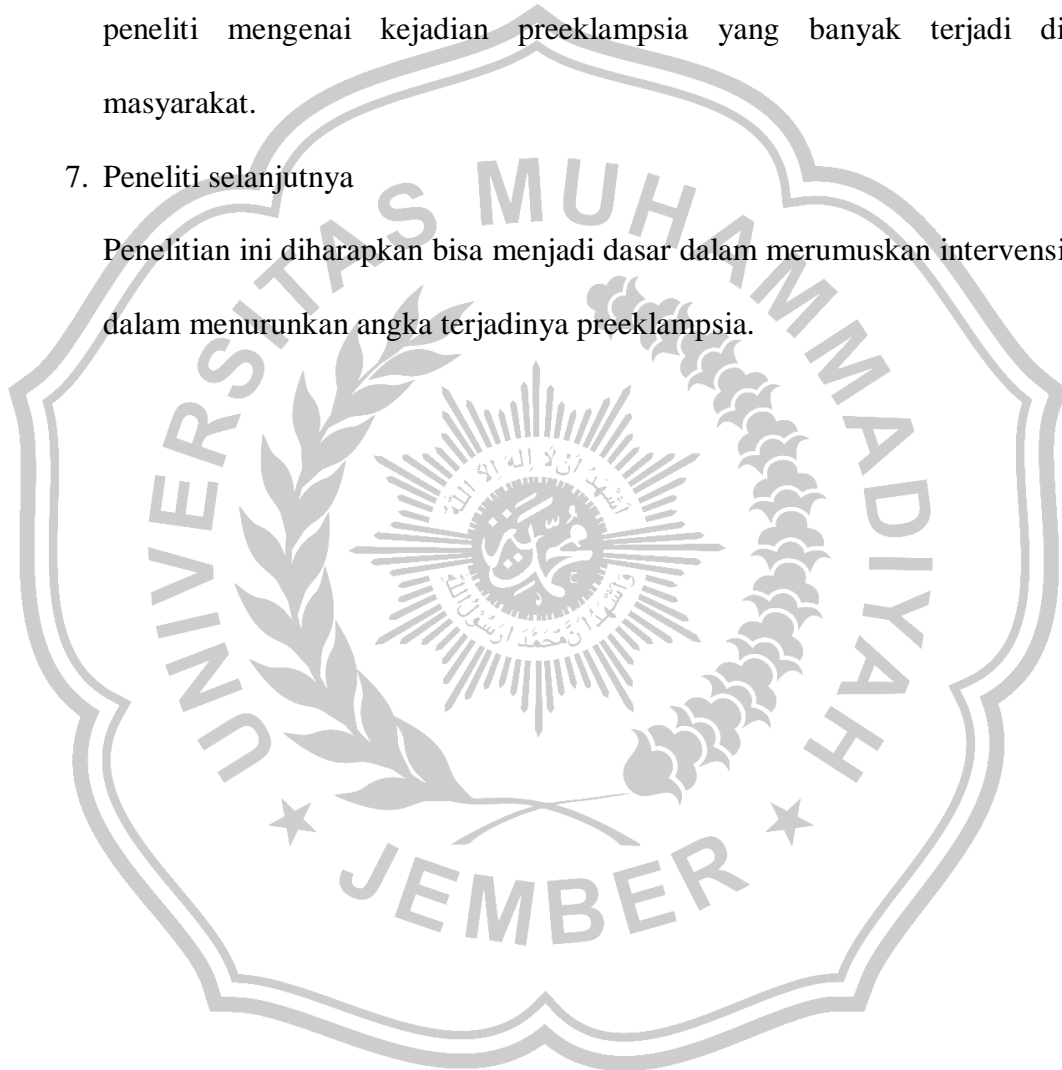 peneliti mengenai kejadian preeklampsia yang banyak terjadi di
masyarakat.
7. Peneliti selanjutnya
Penelitian ini diharapkan bisa menjadi dasar dalam merumuskan intervensi
dalam menurunkan angka terjadinya preeklampsia.
UNIVERSITAS MUHAMMADIYAH
JEMBER